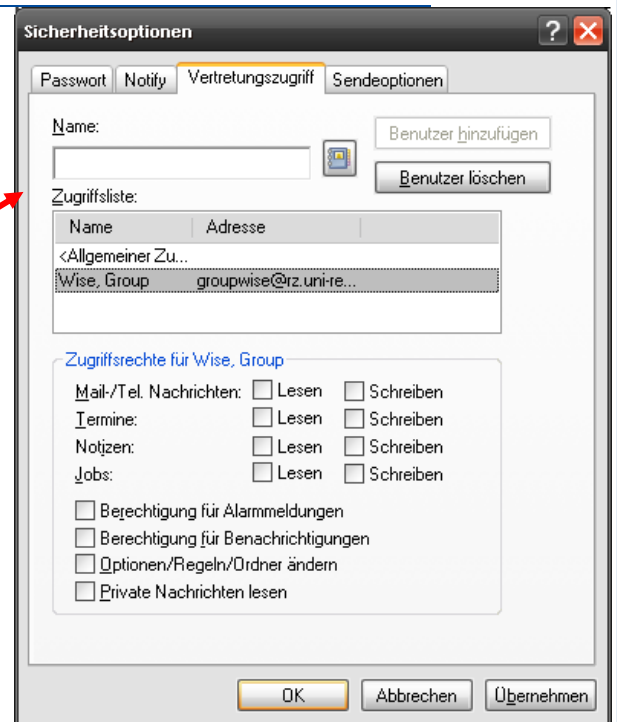 Sicherheitsoptionen
Passwort Notify Vertretungszugriff Sendeoptionen
Name:
Benutzer hinzufügen
Benutzer löschen
Zugriffsliste:
Name Adresse
<Allgemeiner Zu...
Wise, Group groupwise@rz.uni-re...
Zugriffsrechte für Wise, Group
Mail-/Tel. Nachrichten: Lesen Schreiben
Termine: Lesen Schreiben
Notizen: Lesen Schreiben
Jobs: Lesen Schreiben
Berechtigung für Alarmmeldungen
Berechtigung für Benachrichtigungen
Optionen/Regeln/Ordner ändern
Private Nachrichten lesen
OK Abbrechen Übernehmen